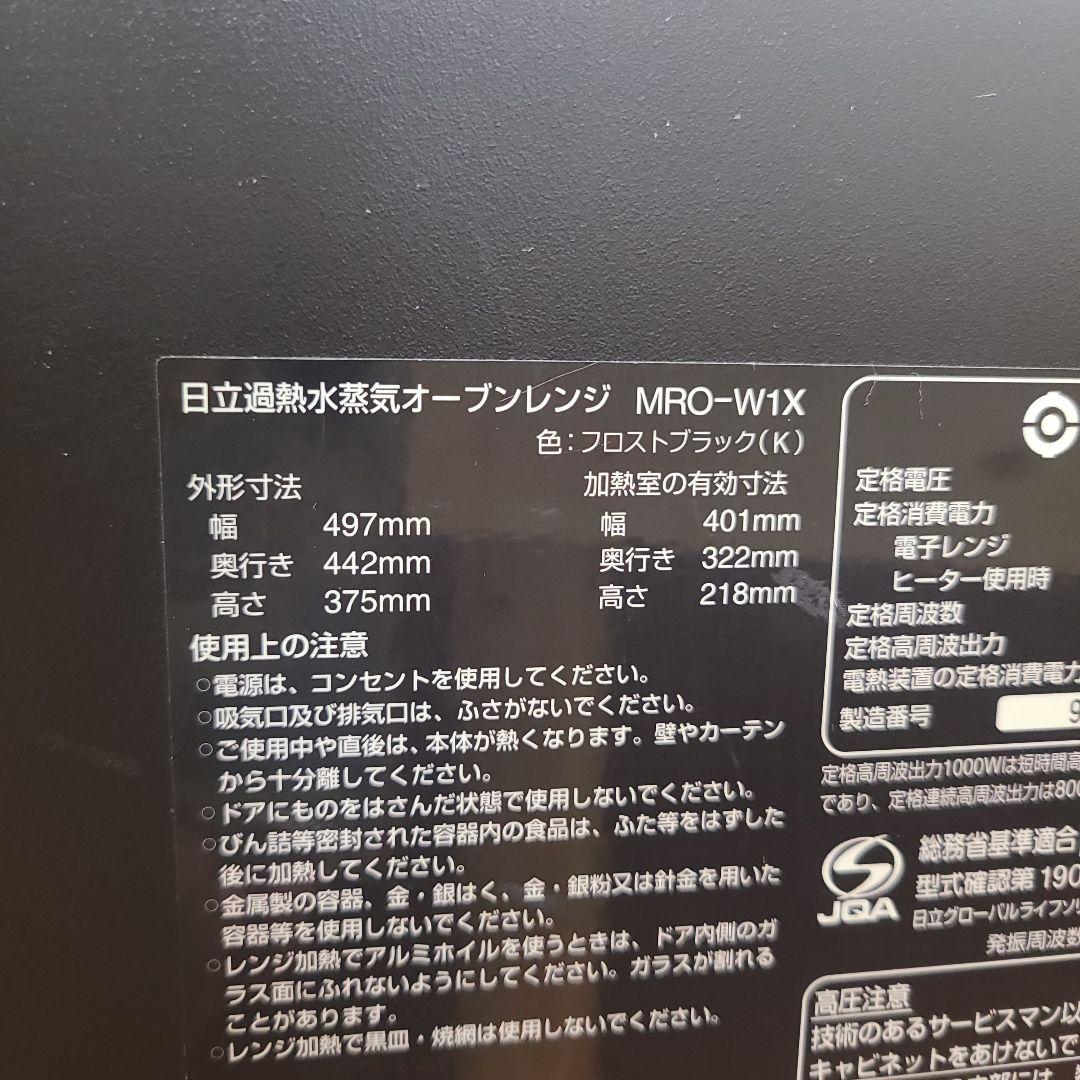 日立過熱水蒸気オーブンレンジ MRO-W1X
色：フロストブラック(K)
外形寸法
幅 497mm
奥行き 442mm
高さ 375mm
加熱室の有効寸法
幅 401mm
奥行き 322mm
高さ 218mm
使用上の注意
○電源は、コンセントを使用してください。
○吸気口及び排気口は、ふさがないでください。
○ご使用中や直後は、本体が熱くなります。壁やカーテン
から十分離してください。
○ドアにものをはさんだ状態で使用しないでください。
○びん詰等密封された容器内の食品は、ふた等をはずした
後に加熱してください。
○金属製の容器、金・銀はく、金・銀粉又は針金を用いた
容器等を使用しないでください。
○レンジ加熱でアルミホイルを使うときは、ドア内側のガ
ラス面にふれないようにしてください。ガラスが割れる
ことがあります。
○レンジ加熱で黒皿・焼網は使用しないでください。
定格電圧
定格消費電力
電子レンジ
ヒーター使用時
定格周波数
定格高周波出力
電熱装置の定格消費電力
製造番号 9
定格高周波出力1000Wは短時間高
であり、定格連続高周波出力は800
JQA
総務省基準適合
型式確認第190
日立グローバルライフソリ
発振周波数
高圧注意
技術のあるサービスマン以
キャビネットをあけないで